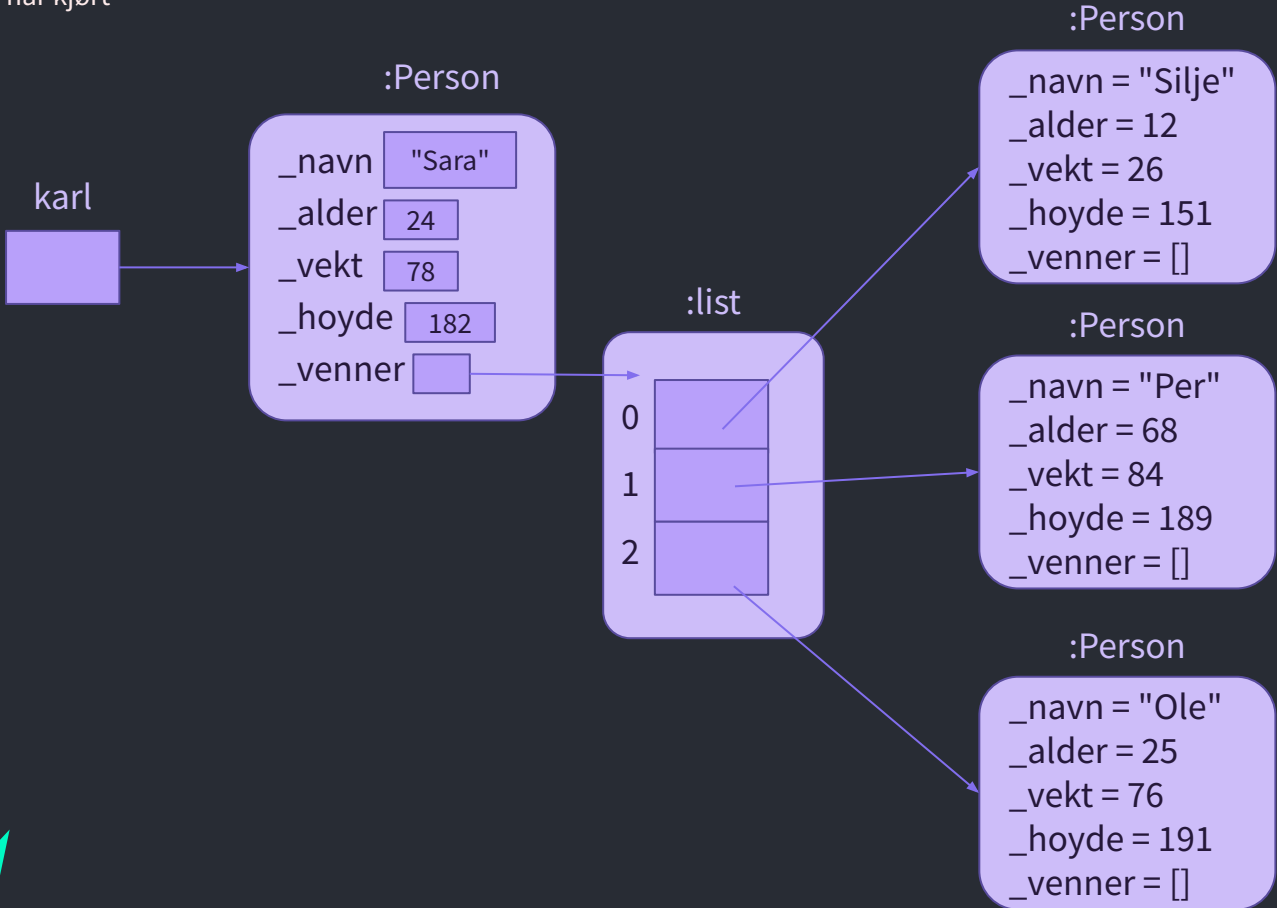 har kjørt
karl
:Person
_navn "Sara"
_alder 24
_vekt 78
_hoyde 182
_venner
:list
0
1
2
:Person
_navn = "Silje"
_alder = 12
_vekt = 26
_hoyde = 151
_venner = []
:Person
_navn = "Per"
_alder = 68
_vekt = 84
_hoyde = 189
_venner = []
:Person
_navn = "Ole"
_alder = 25
_vekt = 76
_hoyde = 191
_venner = []